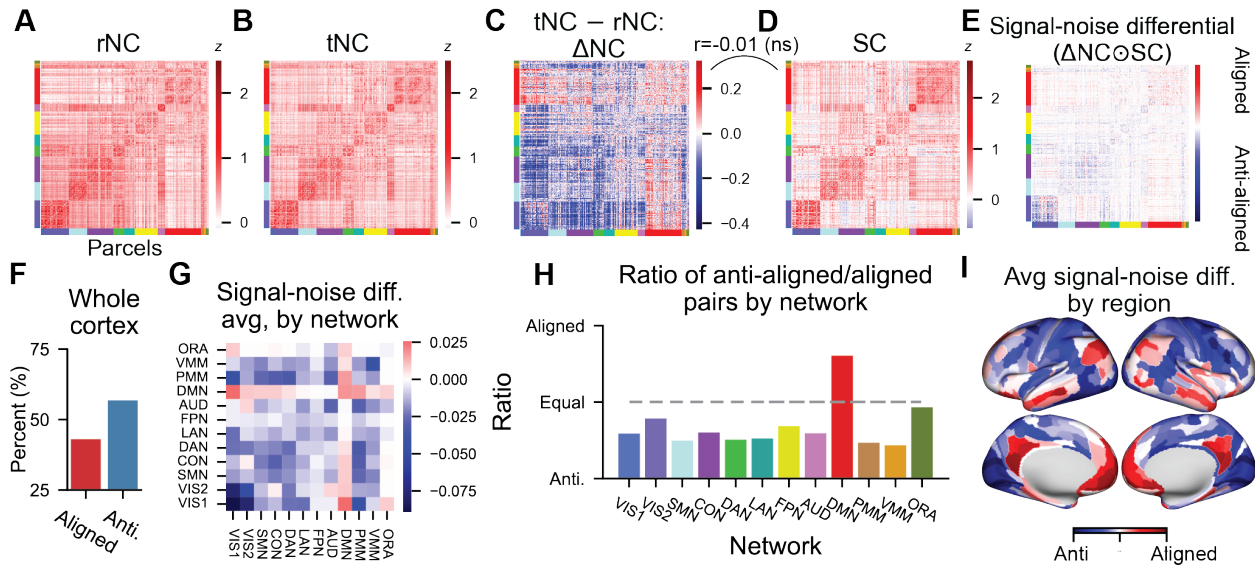 A
rNC
z
2
1
0
Parcels
B
tNC
z
2
1
0
C
tNC − rNC:
ΔNC
0.2
0.0
−0.2
−0.4
r=-0.01 (ns)
D
SC
z
2
1
0
E
Signal-noise differential
(ΔNC⊙SC)
Aligned
Anti-aligned
F
Whole
cortex
75
50
25
Percent (%)
Aligned
Anti.
G
Signal-noise diff.
avg, by network
ORA
VMM
PMM
DMN
AUD
FPN
LAN
DAN
CON
SMN
VIS2
VIS1
VIS1
VIS2
SMN
CON
DAN
LAN
FPN
AUD
DMN
PMM
VMM
ORA
0.025
0.000
−0.025
−0.050
−0.075
H
Ratio of anti-aligned/aligned
pairs by network
Aligned
Equal
Anti.
Ratio
VIS1
VIS2
SMN
CON
DAN
LAN
FPN
AUD
DMN
PMM
VMM
ORA
Network
I
Avg signal-noise diff.
by region
Anti
Aligned